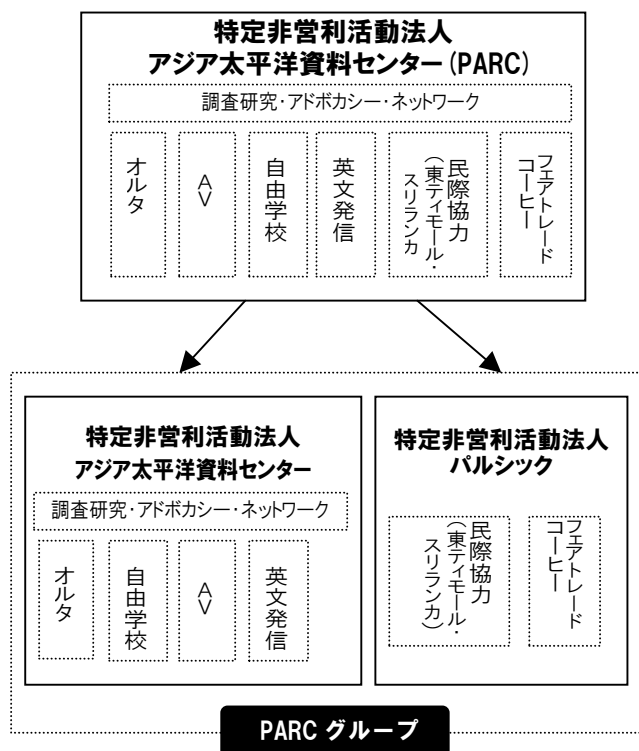 特定非営利活動法人
アジア太平洋資料センター(PARC)
調査研究・アドボカシー・ネットワーク
オルタ
AV
自由学校
英文発信
民際協力
(東ティモール・
スリランカ
フェアトレード
コーヒー
特定非営利活動法人
アジア太平洋資料センター
調査研究・アドボカシー・ネットワーク
オルタ
自由学校
AV
英文発信
特定非営利活動法人
パルシック
民際協力
(東ティモール・
スリランカ)
フェアトレード
コーヒー
PARC グループ